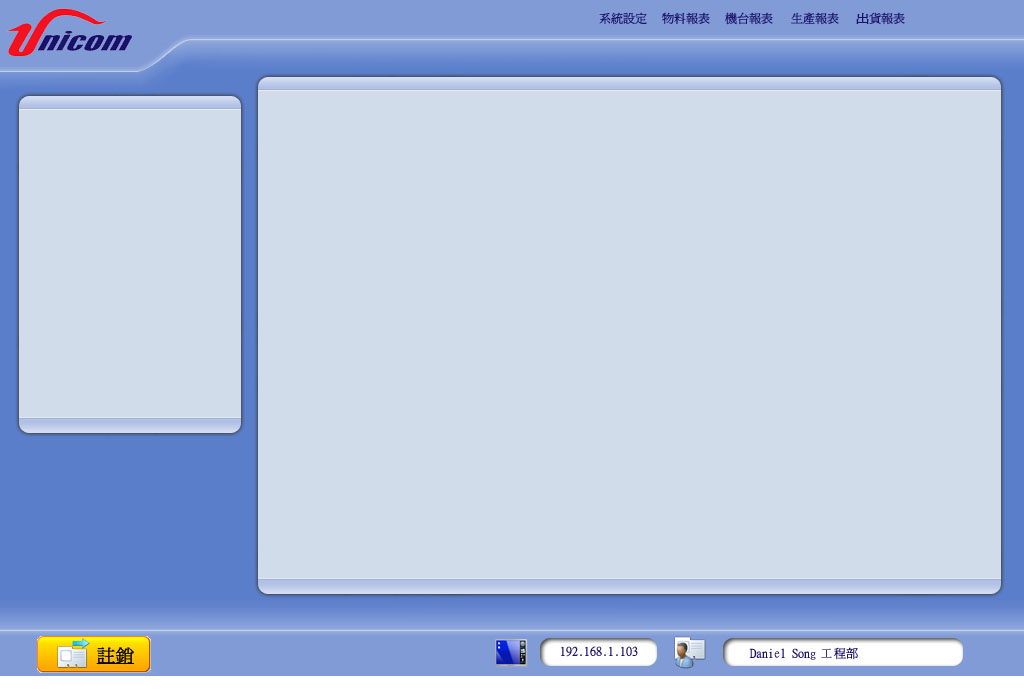 Unicom
系統設定 物料報表 機台報表 生產報表 出貨報表
註銷
192.168.1.103
Daniel Song 工程部